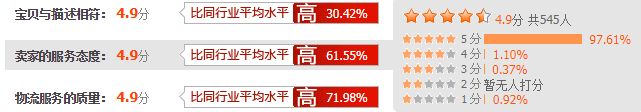 宝贝与描述相符：4.9分 比同行业平均水平 高 30.42%
卖家的服务态度：4.9分 比同行业平均水平 高 61.55%
物流服务的质量：4.9分 比同行业平均水平 高 71.98%
4.9分 共545人
5分 97.61%
4分 1.10%
3分 0.37%
2分 暂无人打分
1分 0.92%